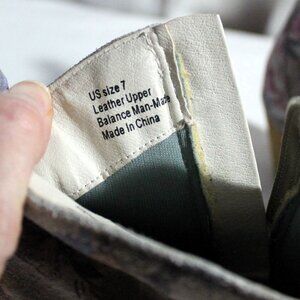 US size 7
Leather Upper
Balance Man-Made
Made In China